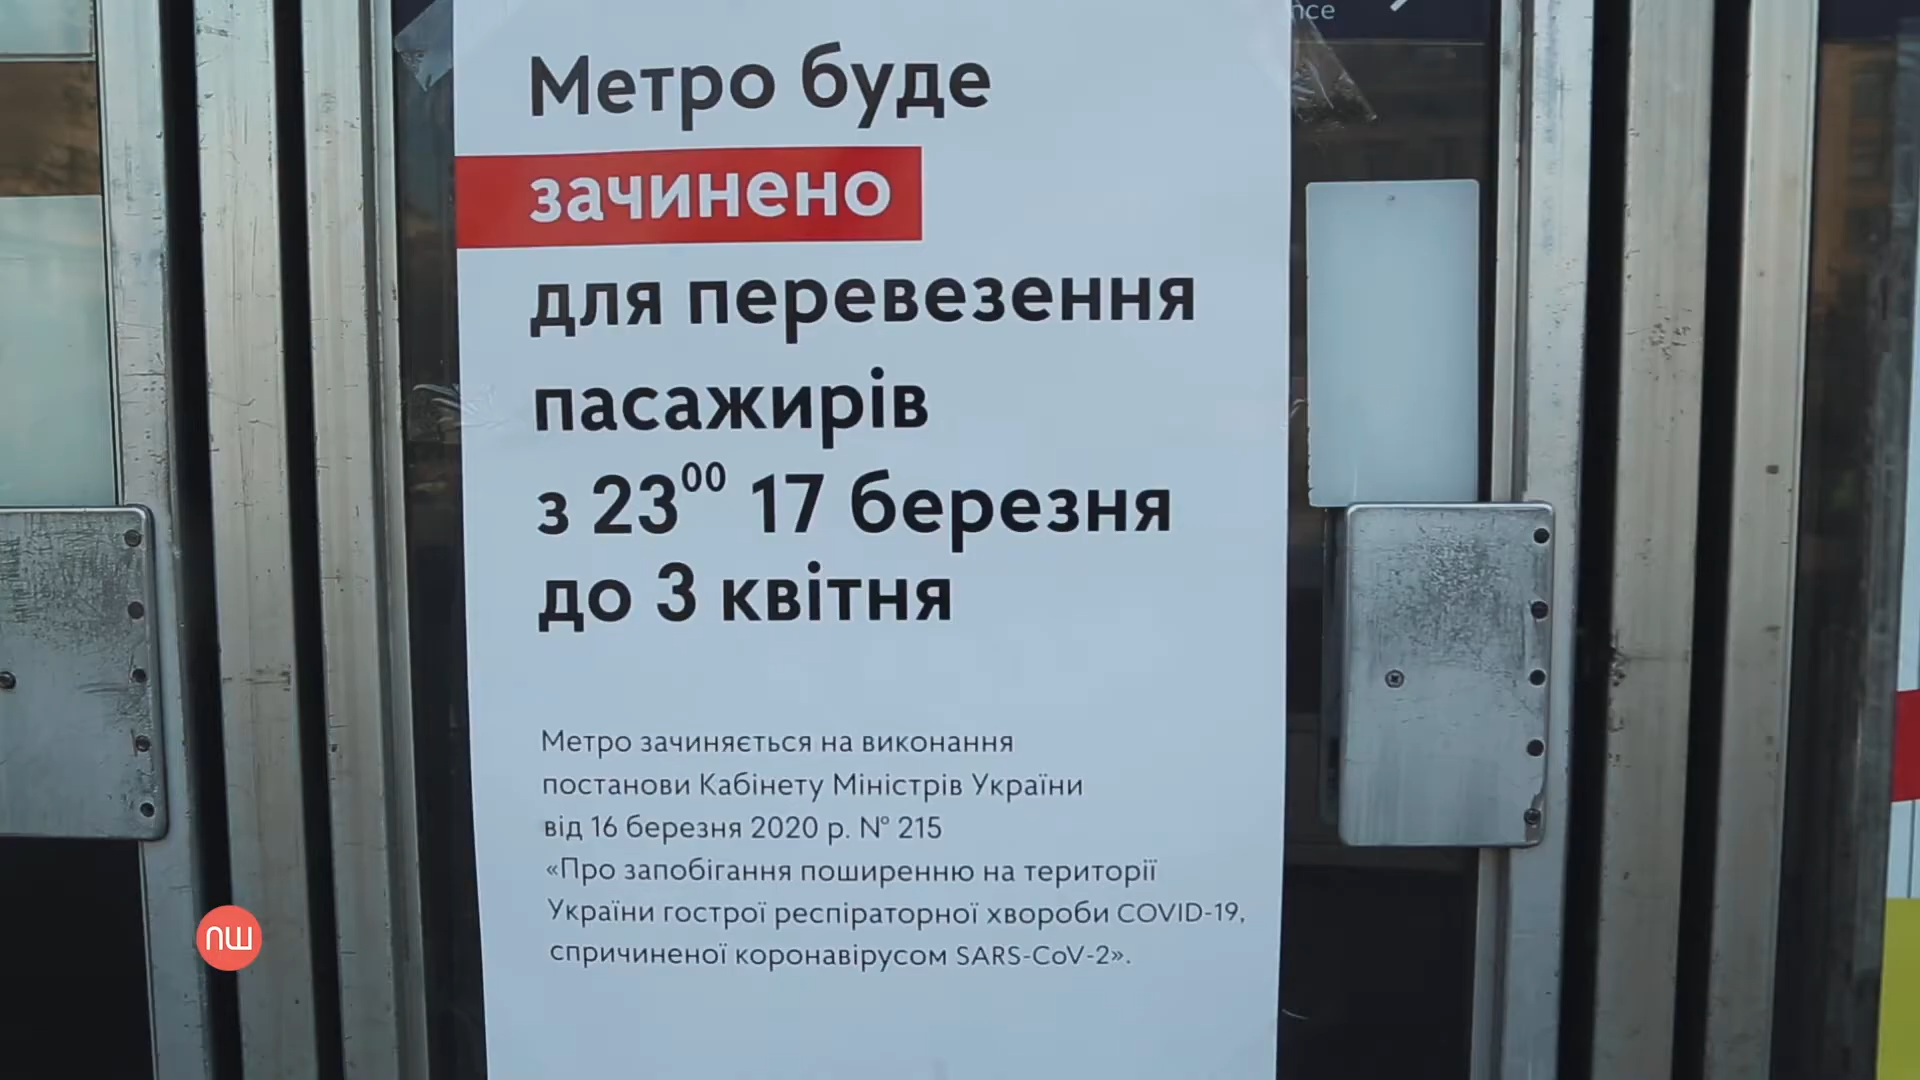 Метро буде
зачинено
для перевезення
пасажирів
з 23⁰⁰ 17 березня
до 3 квітня
Метро зачиняється на виконання
постанови Кабінету Міністрів України
від 16 березня 2020 р. № 215
«Про запобігання поширенню на території
України гострої респіраторної хвороби COVID-19,
спричиненої коронавірусом SARS-CoV-2».
nw